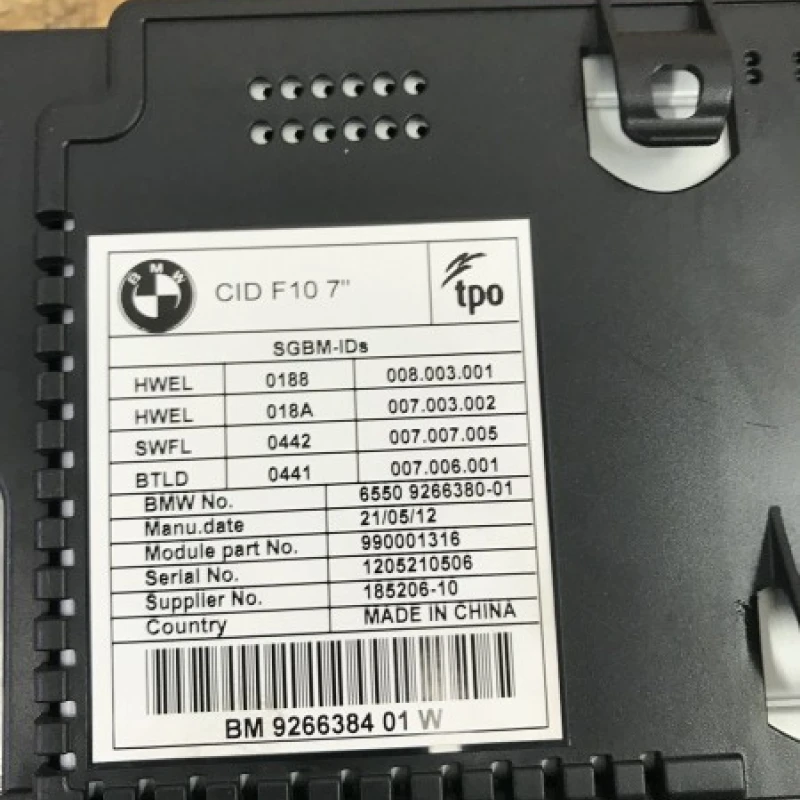 BMW
CID F10 7"
tpo
SGBM-IDs
HWEL 0188 008.003.001
HWEL 018A 007.003.002
SWFL 0442 007.007.005
BTLD 0441 007.006.001
BMW No. 6550 9266380-01
Manu.date 21/05/12
Module part No. 990001316
Serial No. 1205210506
Supplier No. 185206-10
Country MADE IN CHINA
BM 9266384 01 W